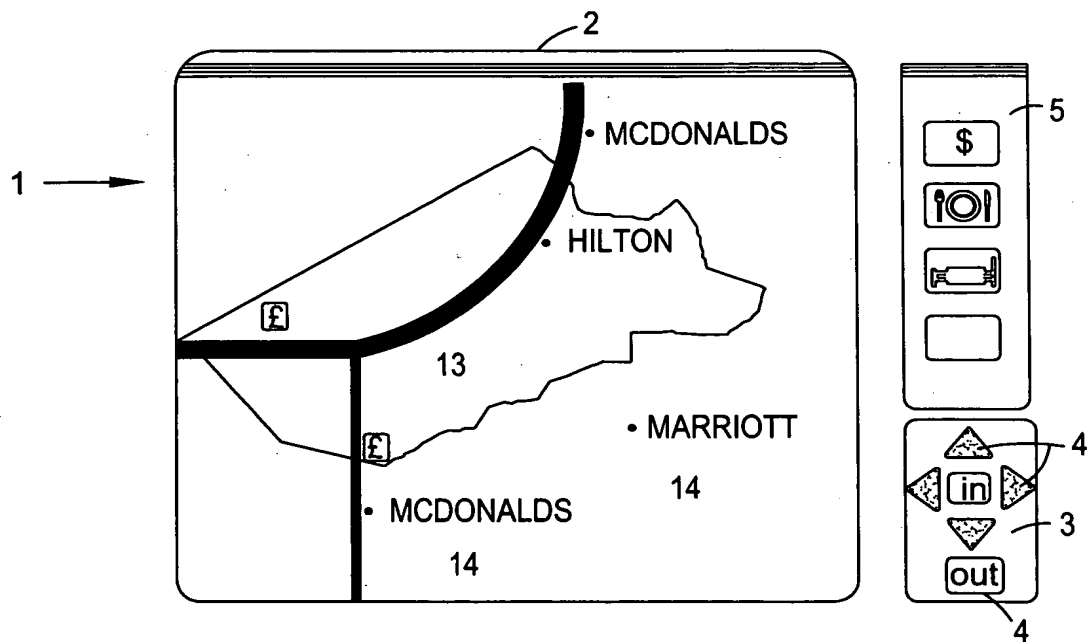 2
5
$
MCDONALDS
1
HILTON
£
13
£
MARRIOTT
4
14
in
MCDONALDS
3
14
out
4